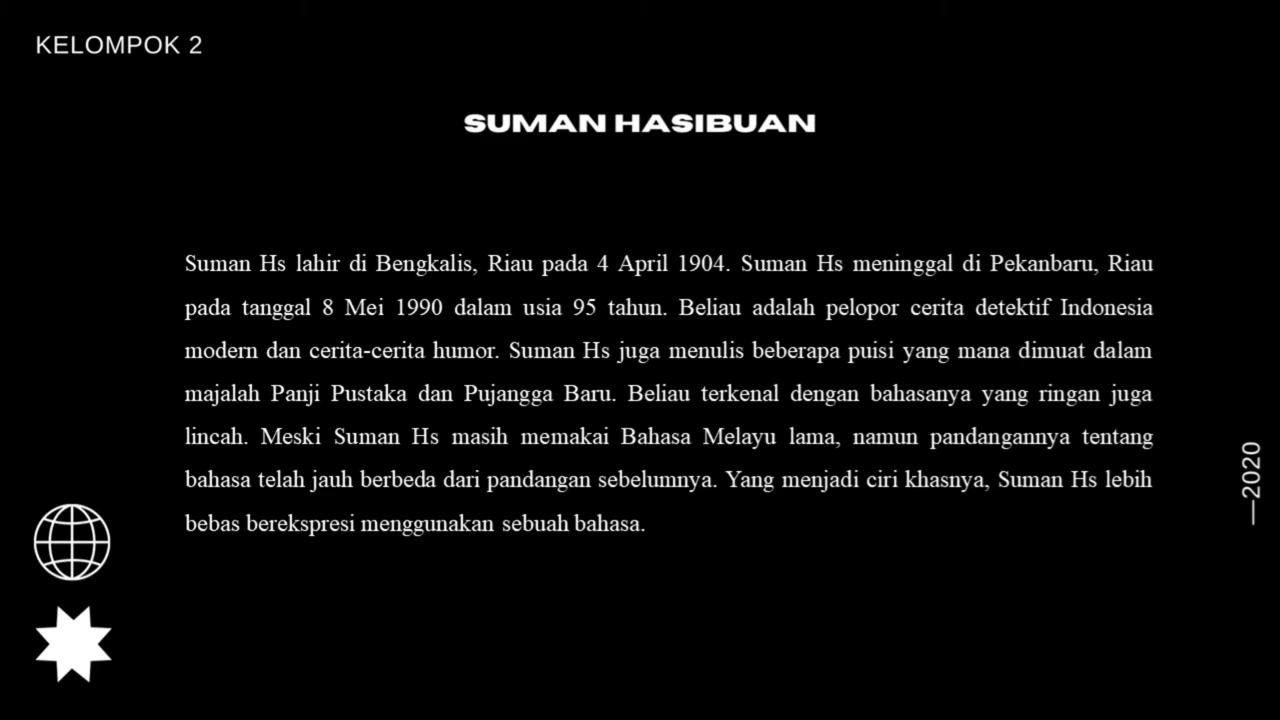 KELOMPOK 2
SUMAN HASIBUAN
Suman Hs lahir di Bengkalis, Riau pada 4 April 1904. Suman Hs meninggal di Pekanbaru, Riau
pada tanggal 8 Mei 1990 dalam usia 95 tahun. Beliau adalah pelopor cerita detektif Indonesia
modern dan cerita-cerita humor. Suman Hs juga menulis beberapa puisi yang mana dimuat dalam
majalah Panji Pustaka dan Pujangga Baru. Beliau terkenal dengan bahasanya yang ringan juga
lincah. Meski Suman Hs masih memakai Bahasa Melayu lama, namun pandangannya tentang
bahasa telah jauh berbeda dari pandangan sebelumnya. Yang menjadi ciri khasnya, Suman Hs lebih
bebas berekspresi menggunakan sebuah bahasa.
—2020